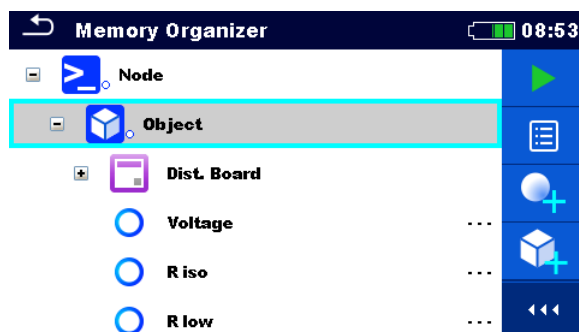 Memory Organizer 08:53
Node
Object
Dist. Board
Voltage ---
R iso ---
R low ---